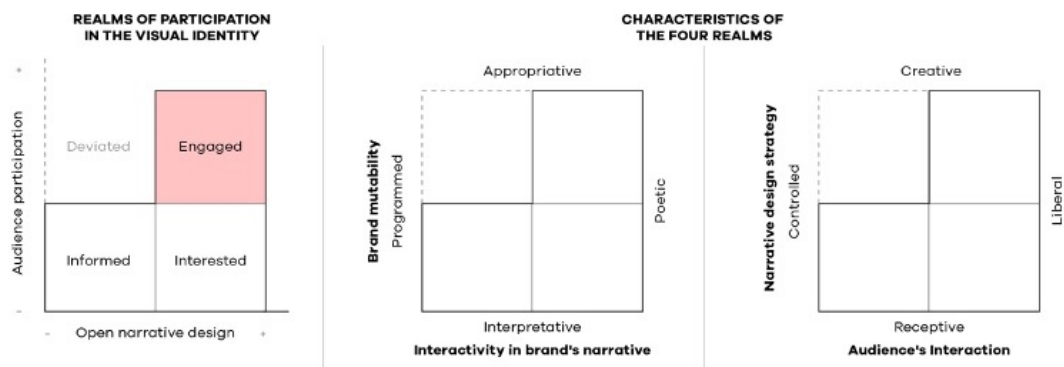 REALMS OF PARTICIPATION
IN THE VISUAL IDENTITY
+
Audience participation
Deviated
Engaged
Informed
Interested
-
- Open narrative design +
CHARACTERISTICS OF
THE FOUR REALMS
Appropriative
Brand mutability
Programmed
Poetic
Interpretative
Interactivity in brand's narrative
Creative
Narrative design strategy
Controlled
Liberal
Receptive
Audience's Interaction